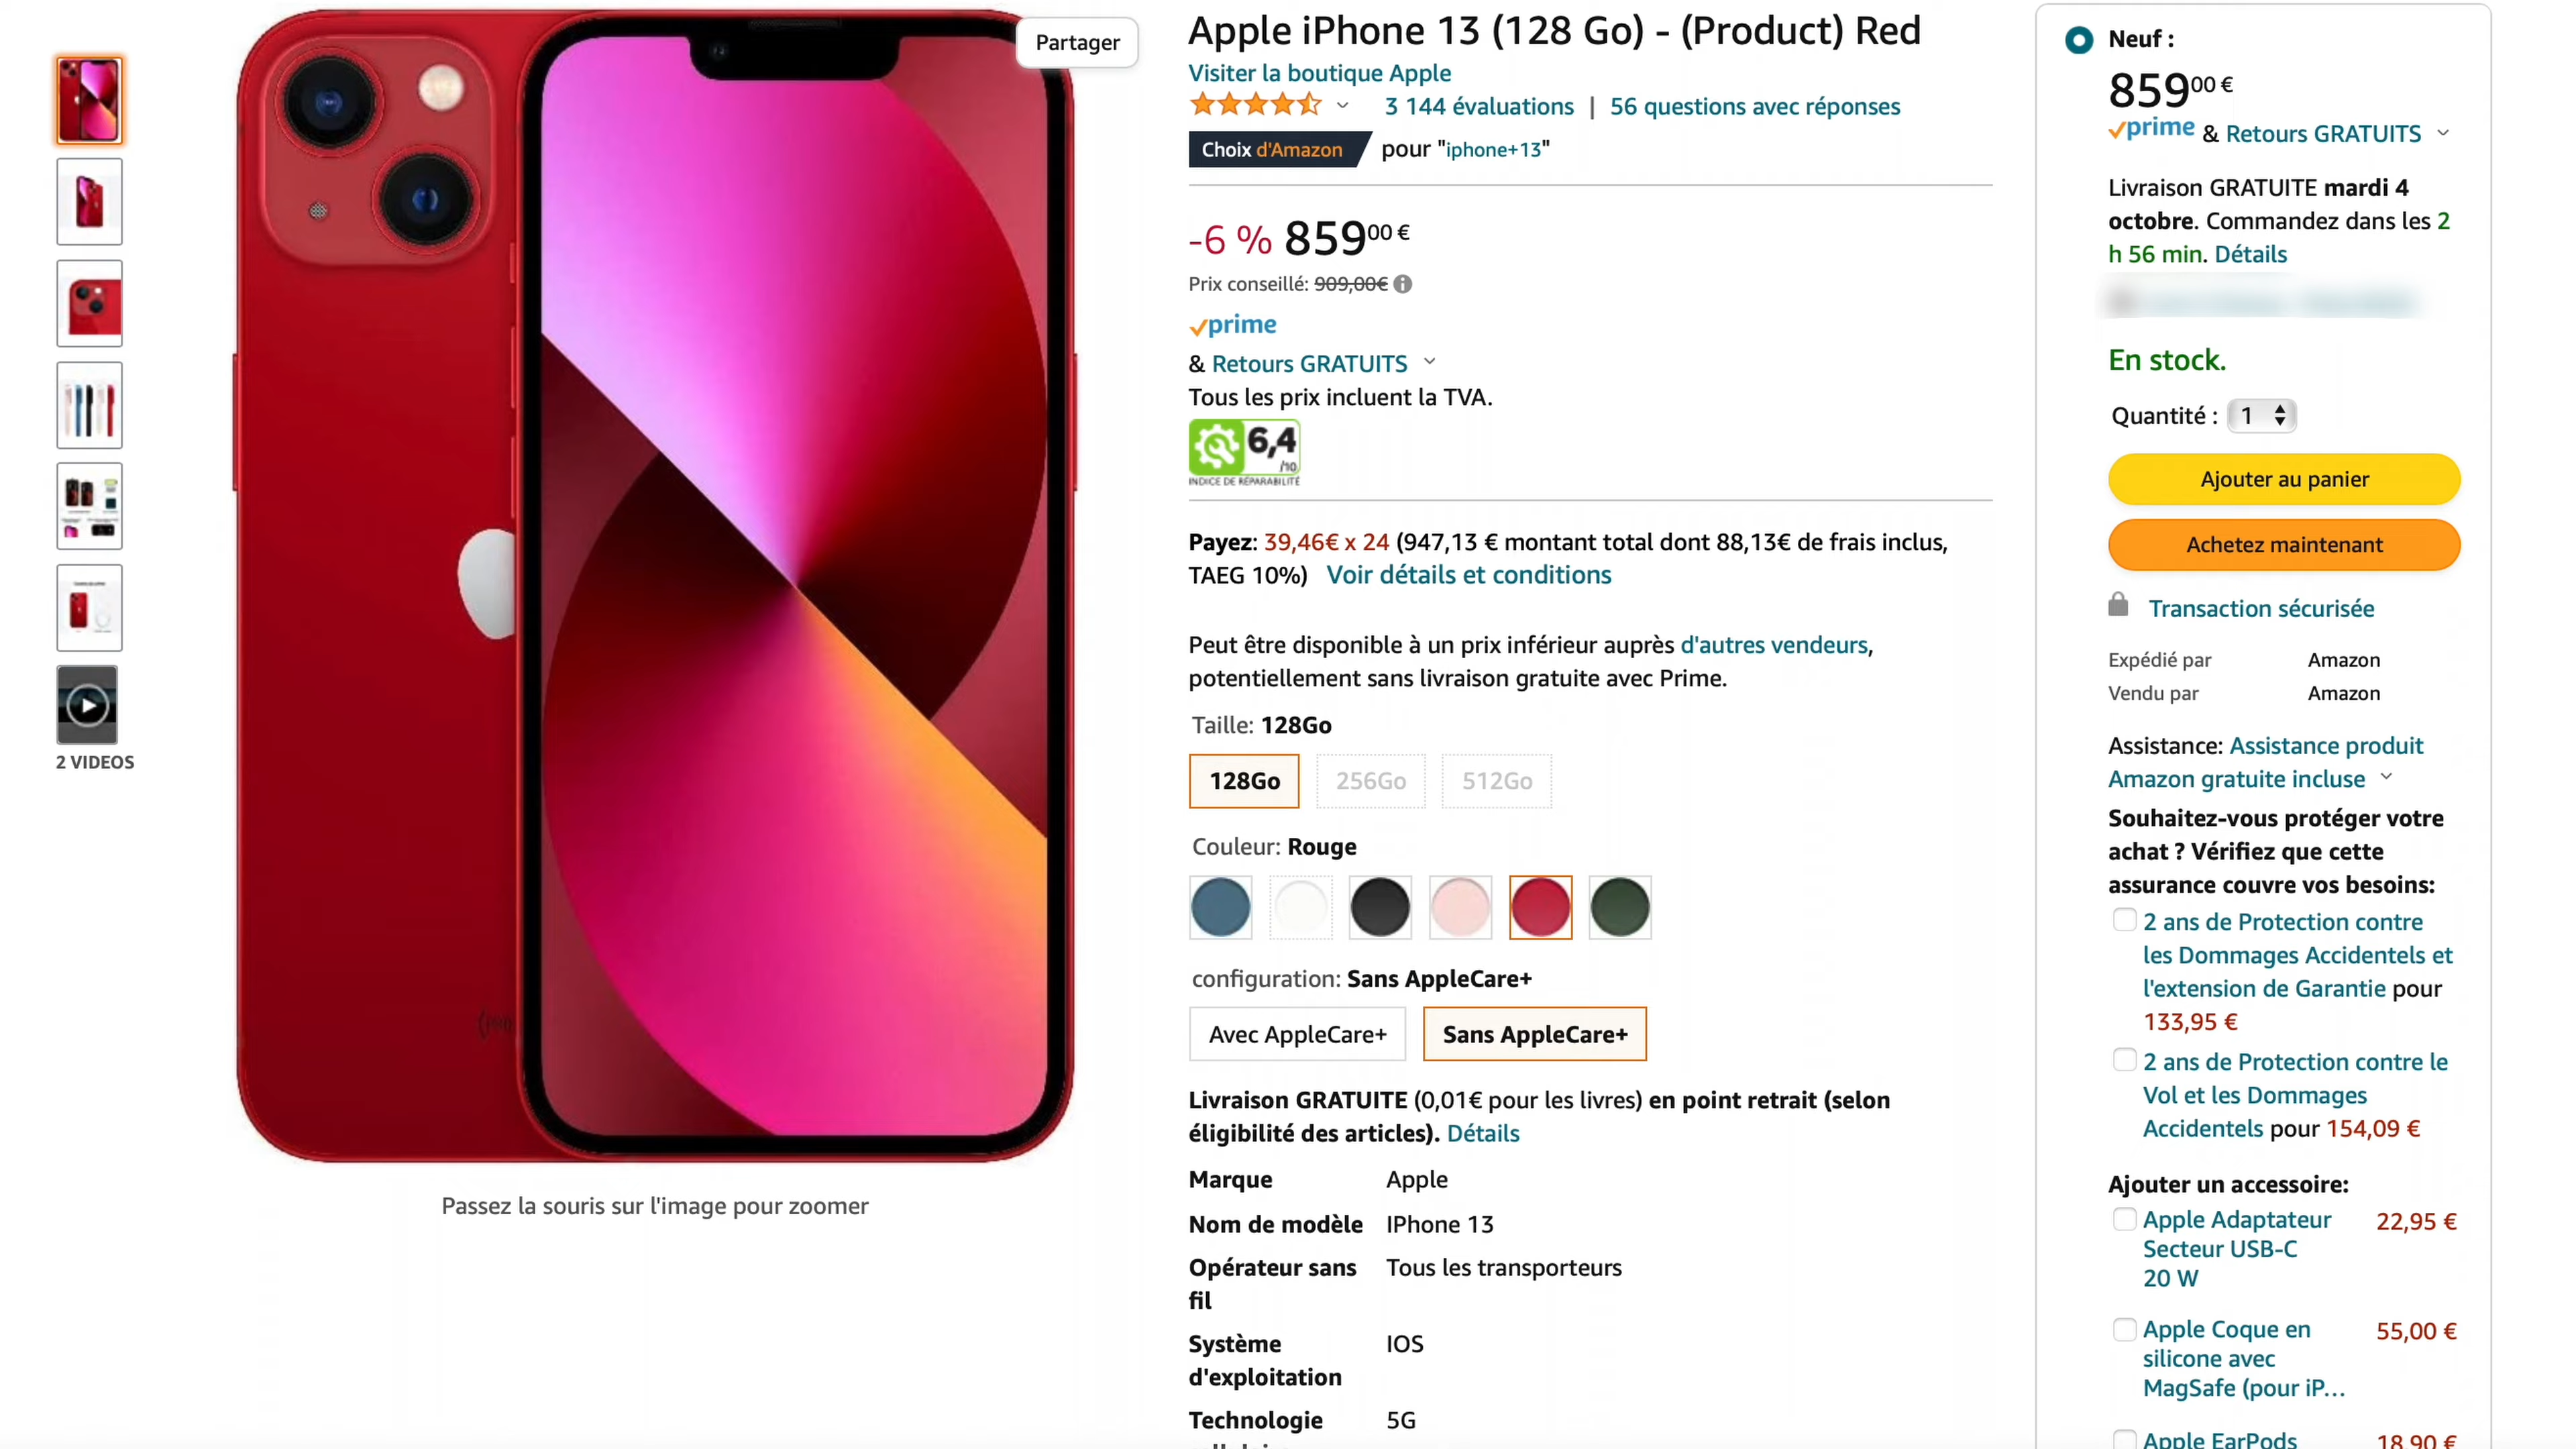 Partager
2 VIDEOS
Passez la souris sur l'image pour zoomer
Apple iPhone 13 (128 Go) - (Product) Red
Visiter la boutique Apple
3 144 évaluations | 56 questions avec réponses
Choix d'Amazon pour "iphone+13"
-6 % 859,00 €
Prix conseillé: 909,00€
prime
& Retours GRATUITS
Tous les prix incluent la TVA.
6,4
/10
INDICE DE RÉPARABILITÉ
Payez: 39,46€ x 24 (947,13 € montant total dont 88,13€ de frais inclus,
TAEG 10%) Voir détails et conditions
Peut être disponible à un prix inférieur auprès d'autres vendeurs,
potentiellement sans livraison gratuite avec Prime.
Taille: 128Go
128Go 256Go 512Go
Couleur: Rouge
configuration: Sans AppleCare+
Avec AppleCare+ Sans AppleCare+
Livraison GRATUITE (0,01€ pour les livres) en point retrait (selon
éligibilité des articles). Détails
Marque Apple
Nom de modèle IPhone 13
Opérateur sans Tous les transporteurs
fil
Système IOS
d'exploitation
Technologie 5G
Neuf :
859,00 €
prime & Retours GRATUITS
Livraison GRATUITE mardi 4
octobre. Commandez dans les 2
h 56 min. Détails
En stock.
Quantité : 1
Ajouter au panier
Achetez maintenant
Transaction sécurisée
Expédié par Amazon
Vendu par Amazon
Assistance: Assistance produit
Amazon gratuite incluse
Souhaitez-vous protéger votre
achat ? Vérifiez que cette
assurance couvre vos besoins:
2 ans de Protection contre
les Dommages Accidentels et
l'extension de Garantie pour
133,95 €
2 ans de Protection contre le
Vol et les Dommages
Accidentels pour 154,09 €
Ajouter un accessoire:
Apple Adaptateur 22,95 €
Secteur USB-C
20 W
Apple Coque en 55,00 €
silicone avec
MagSafe (pour iP...
Apple EarPods 18,90 €